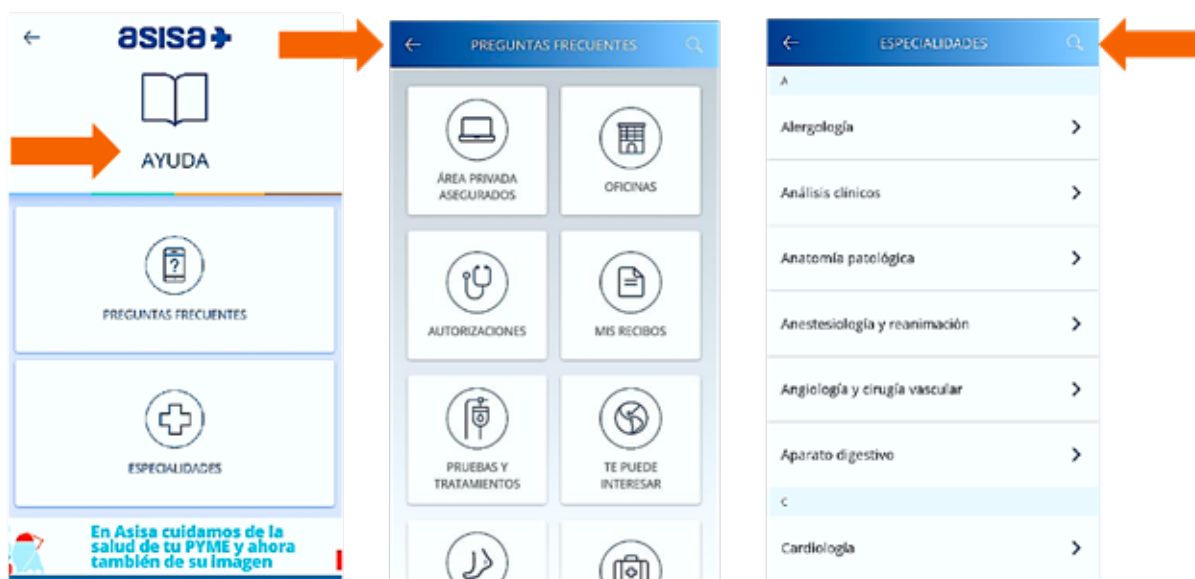 asisa
AYUDA
PREGUNTAS FRECUENTES
ESPECIALIDADES
En Asisa cuidamos de la
salud de tu PYME y ahora
también de su imagen
PREGUNTAS FRECUENTES
ÁREA PRIVADA
ASEGURADOS
OFICINAS
AUTORIZACIONES
MIS RECIBOS
PRUEBAS Y
TRATAMIENTOS
TE PUEDE
INTERESAR
ESPECIALIDADES
A
Alergología
Análisis clínicos
Anatomía patológica
Anestesiología y reanimación
Angiología y cirugía vascular
Aparato digestivo
C
Cardiología